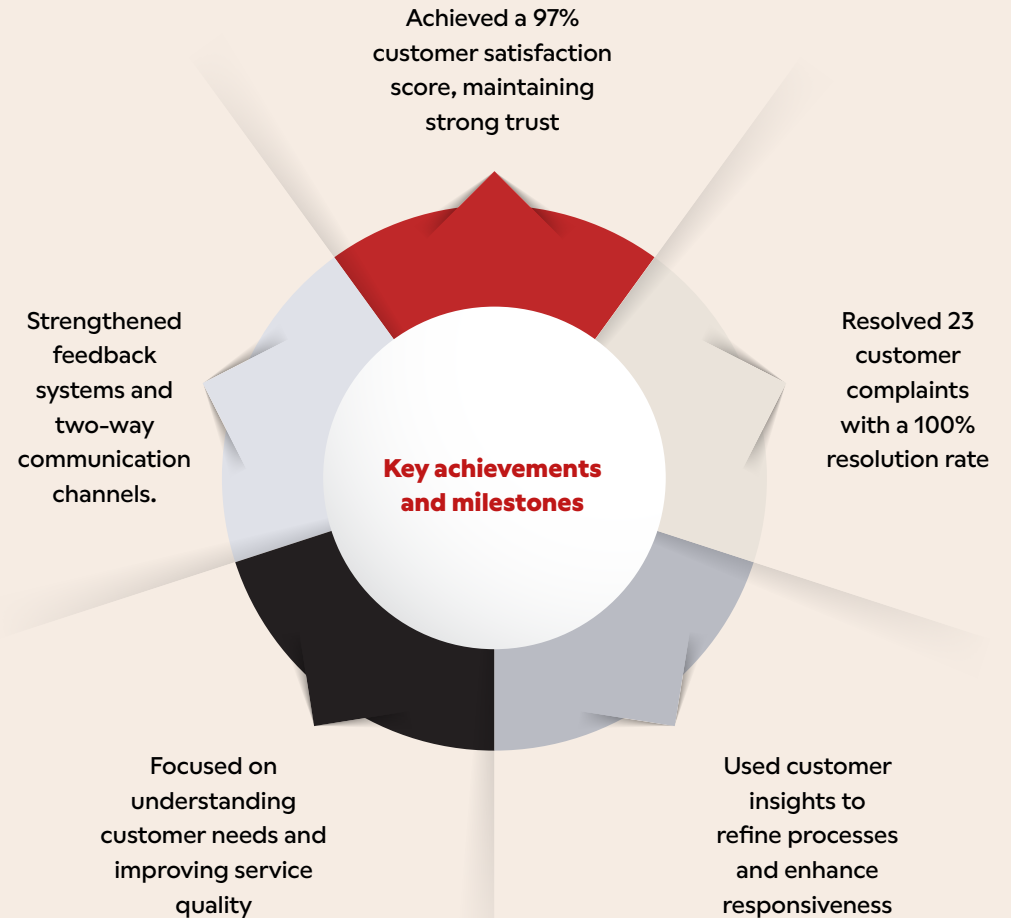 Achieved a 97%
customer satisfaction
score, maintaining
strong trust
Strengthened
feedback
systems and
two-way
communication
channels.
Key achievements
and milestones
Resolved 23
customer
complaints
with a 100%
resolution rate
Focused on
understanding
customer needs and
improving service
quality
Used customer
insights to
refine processes
and enhance
responsiveness